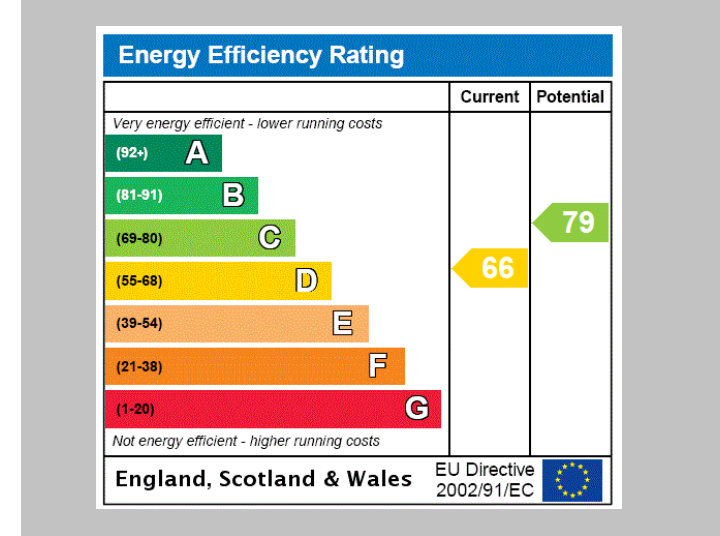 Energy Efficiency Rating
Current Potential
Very energy efficient - lower running costs
(92+) A
(81-91) B
(69-80) C
79
(55-68) D
66
(39-54) E
(21-38) F
(1-20) G
Not energy efficient - higher running costs
England, Scotland & Wales
EU Directive
2002/91/EC